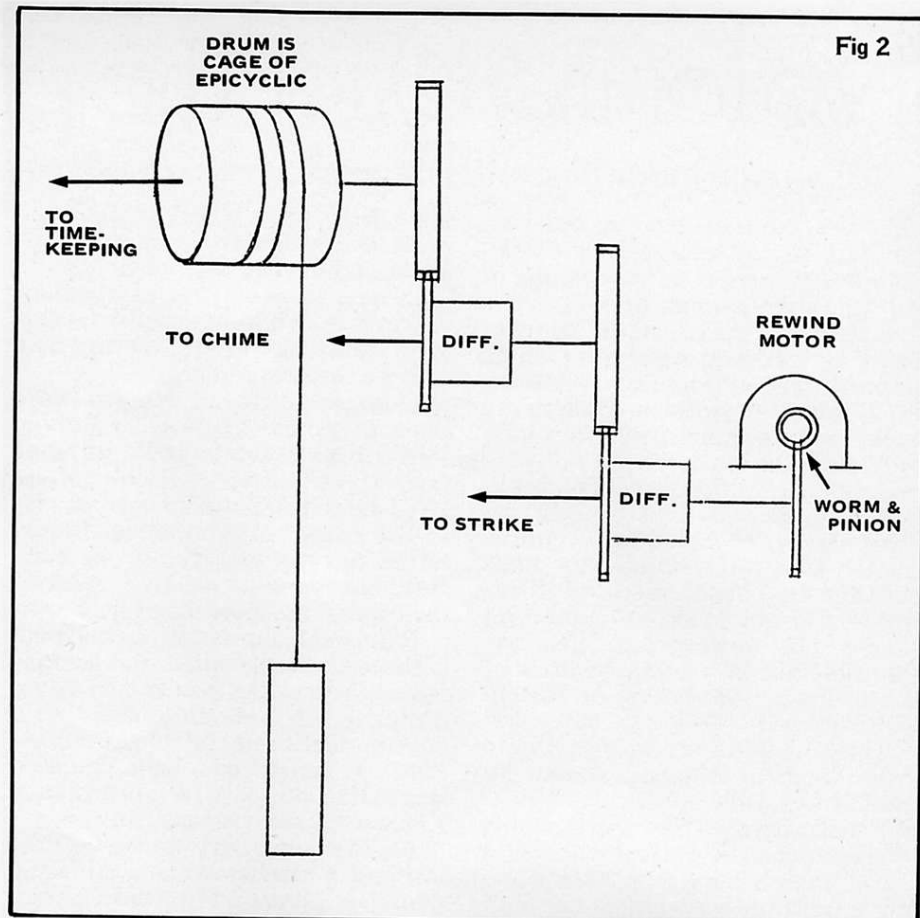 Fig 2
DRUM IS
CAGE OF
EPICYCLIC
TO
TIME-
KEEPING
TO CHIME
DIFF.
REWIND
MOTOR
TO STRIKE
DIFF.
WORM &
PINION